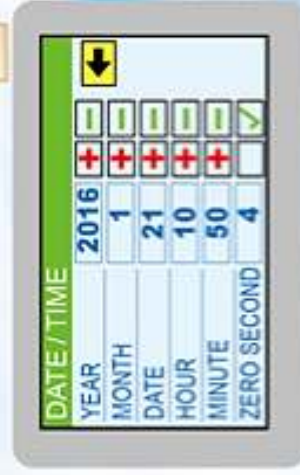 DATE / TIME
YEAR 2016 + -
MONTH 1 + -
DATE 21 + -
HOUR 10 + -
MINUTE 50 + -
ZERO SECOND 4 ✓